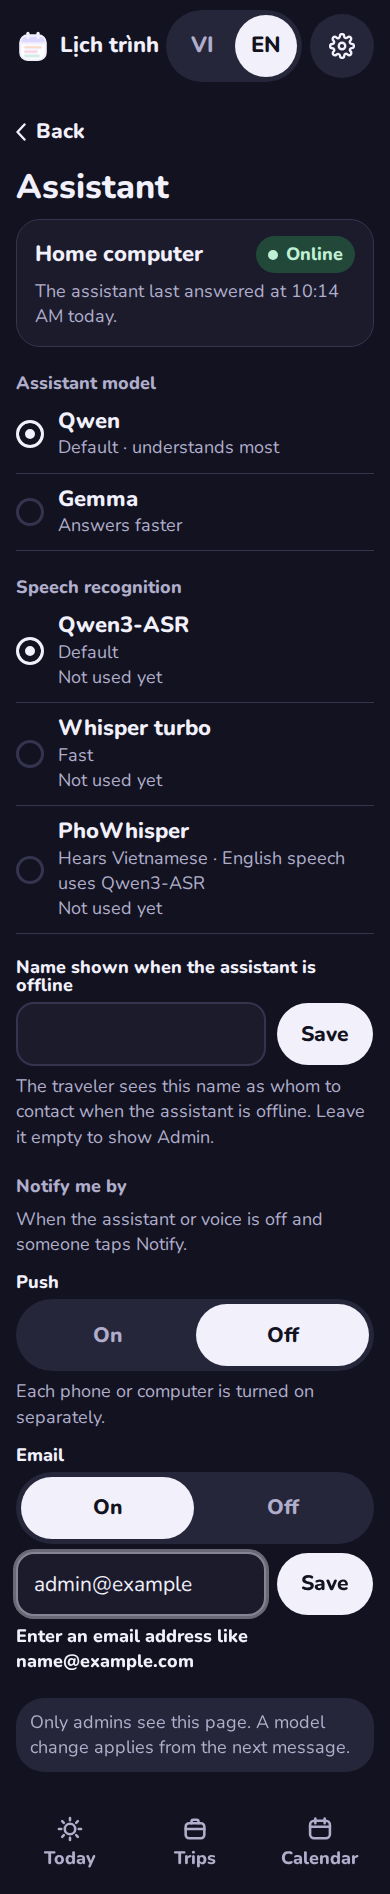 Lịch trình
VI
EN
Back
Assistant
Home computer
Online
The assistant last answered at 10:14
AM today.
Assistant model
Qwen
Default · understands most
Gemma
Answers faster
Speech recognition
Qwen3-ASR
Default
Not used yet
Whisper turbo
Fast
Not used yet
PhoWhisper
Hears Vietnamese · English speech
uses Qwen3-ASR
Not used yet
Name shown when the assistant is
offline
Save
The traveler sees this name as whom to
contact when the assistant is offline. Leave
it empty to show Admin.
Notify me by
When the assistant or voice is off and
someone taps Notify.
Push
On
Off
Each phone or computer is turned on
separately.
Email
On
Off
admin@example
Save
Enter an email address like
name@example.com
Only admins see this page. A model
change applies from the next message.
Today
Trips
Calendar